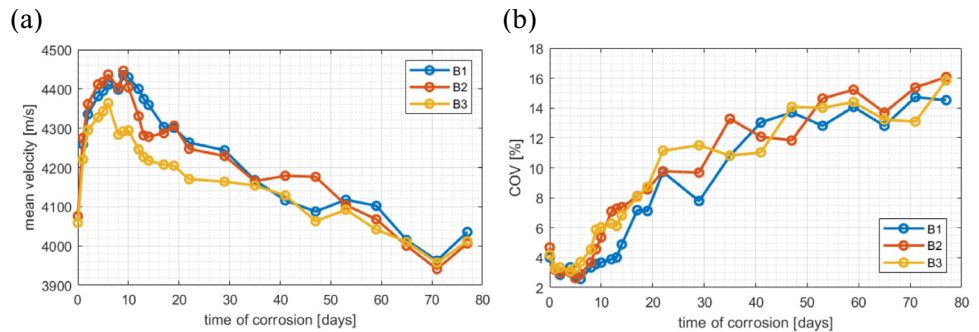 (a)
(b)
4500
4400
4300
4200
4100
4000
3900
mean velocity [m/s]
B1
B2
B3
0 10 20 30 40 50 60 70 80
time of corrosion [days]
18
16
14
12
10
8
6
4
2
COV [%]
B1
B2
B3
0 10 20 30 40 50 60 70 80
time of corrosion [days]